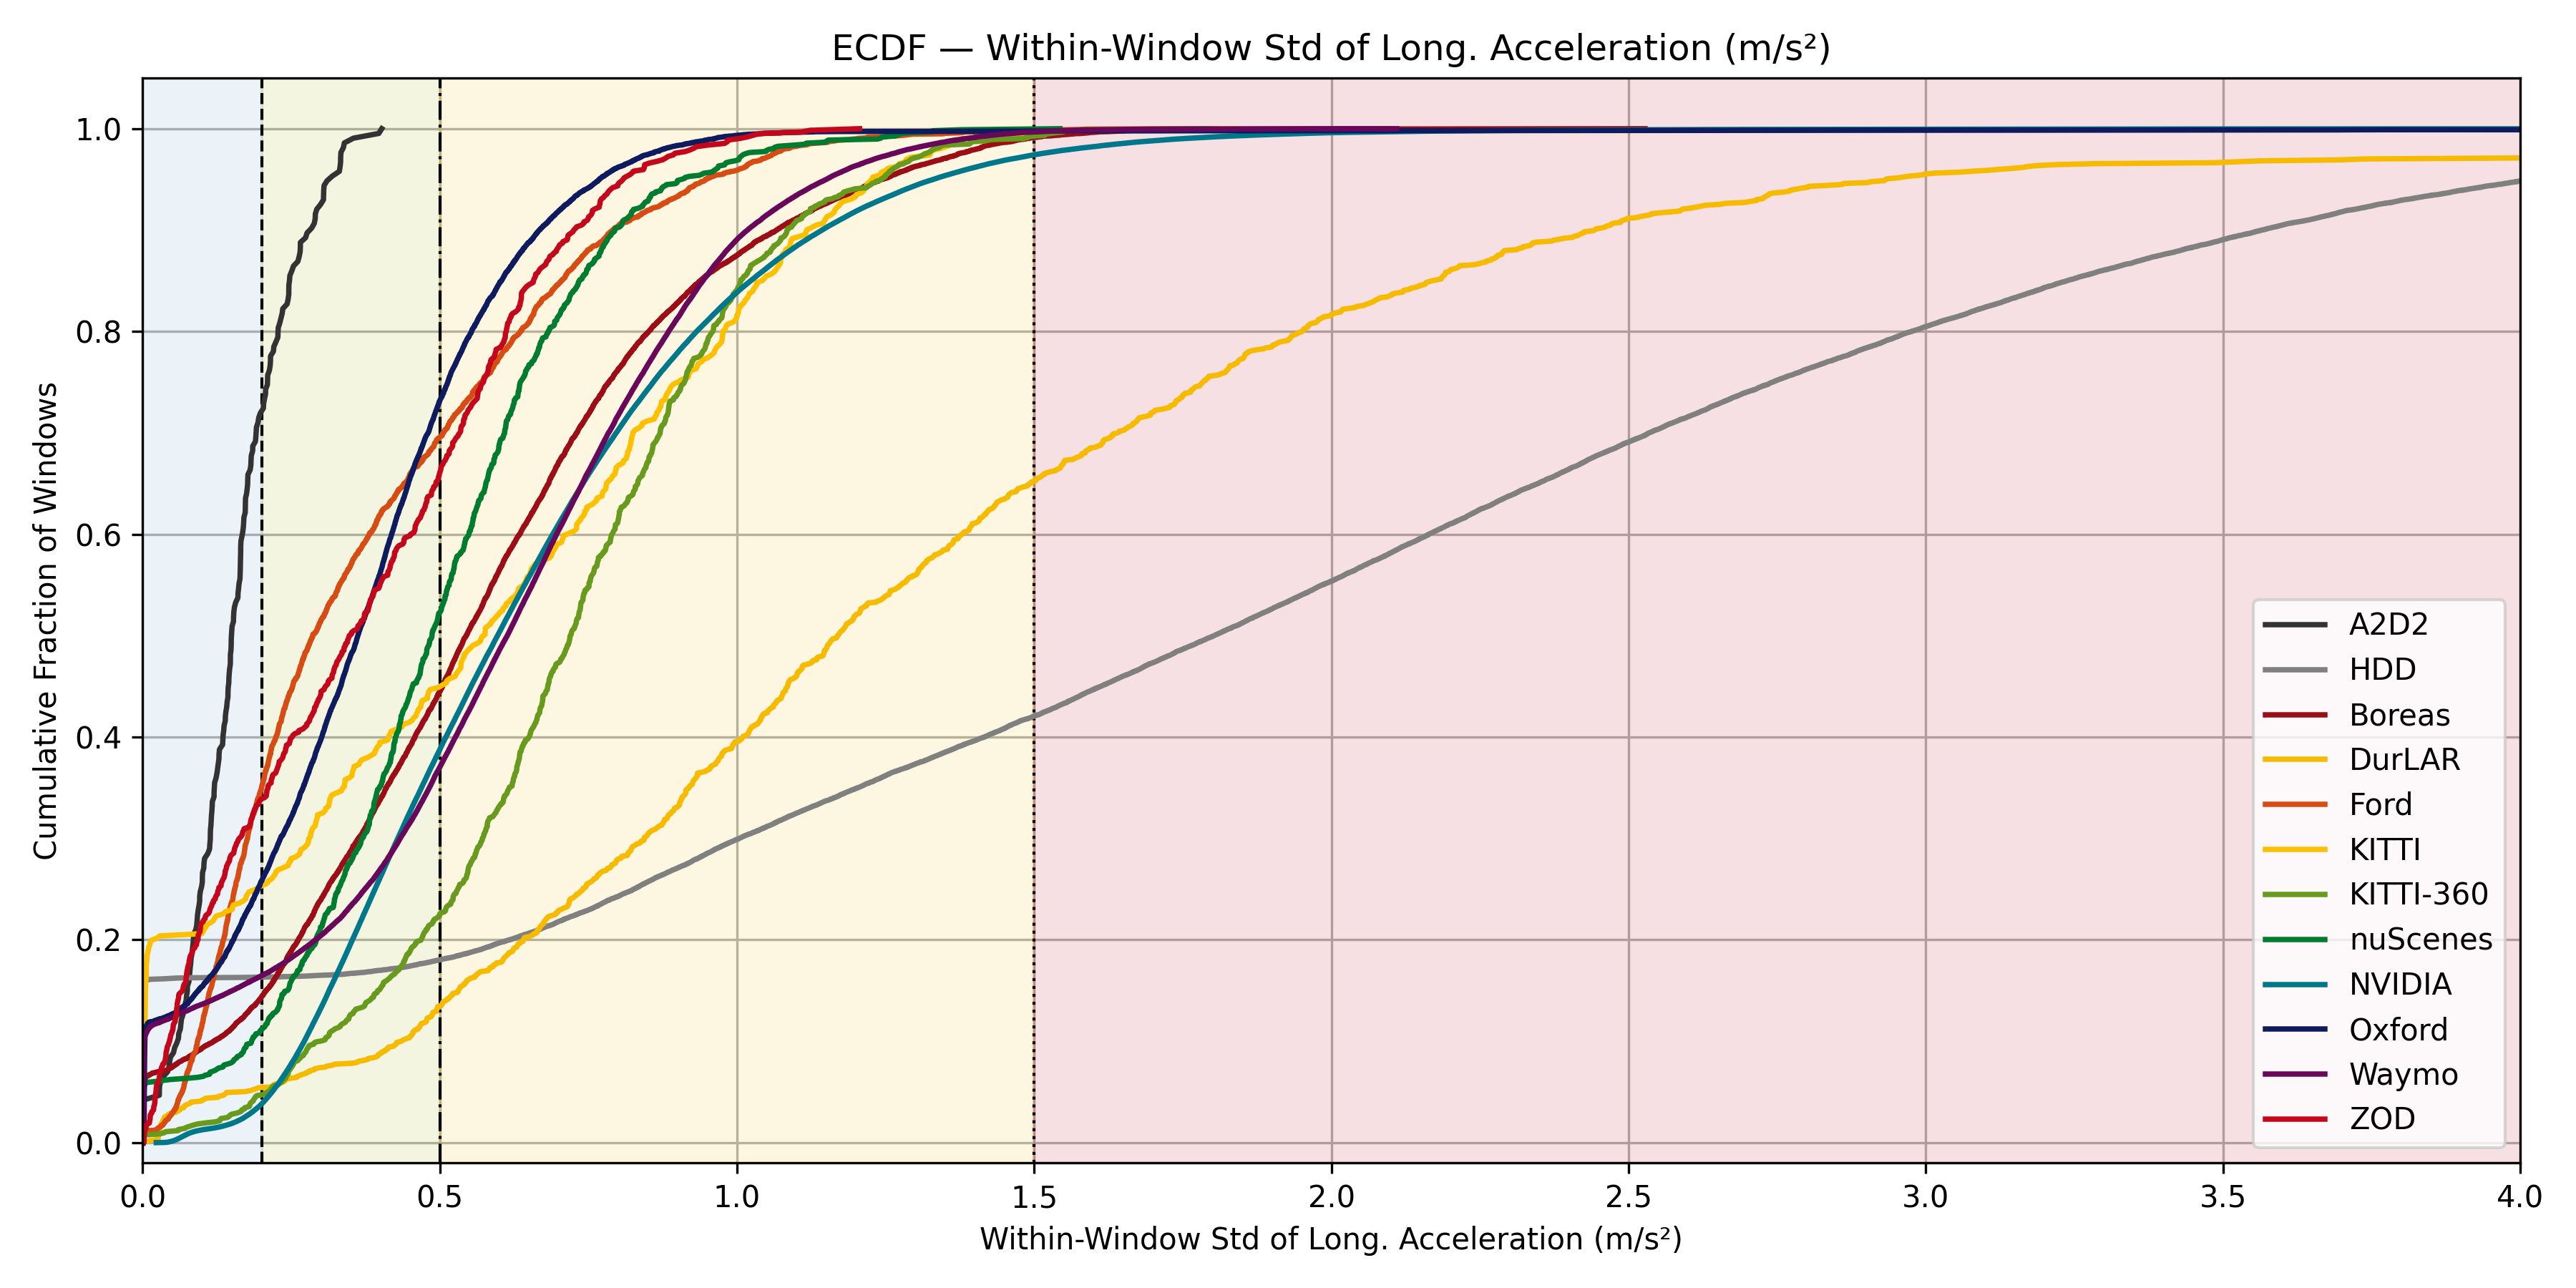 ECDF — Within-Window Std of Long. Acceleration (m/s²)
Cumulative Fraction of Windows
1.0
0.8
0.6
0.4
0.2
0.0
0.0 0.5 1.0 1.5 2.0 2.5 3.0 3.5 4.0
Within-Window Std of Long. Acceleration (m/s²)
A2D2
HDD
Boreas
DurLAR
Ford
KITTI
KITTI-360
nuScenes
NVIDIA
Oxford
Waymo
ZOD